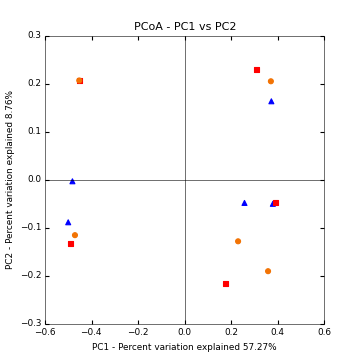 PCoA - PC1 vs PC2
0.3
0.2
0.1
0.0
−0.1
−0.2
−0.3
PC2 - Percent variation explained 8.76%
−0.6 −0.4 −0.2 0.0 0.2 0.4 0.6
PC1 - Percent variation explained 57.27%